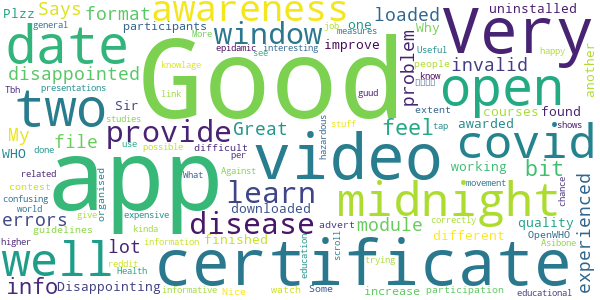 Plzz general Says format awareness window loaded Why uninstalled
More job epidemic measures participants one improve interesting Useful happy
date Good Very
disappointed knowlage see guud problem people know invalid another
Tbh presentations link extent
two My Sir provide Great video feel open courses found
file studies awarded tap covid
WHO done use possible difficult per hazardous stuff working shows
related app What Against learn midnight bit
contest organised disease movement chance
confusing world downloaded
errors give kinda advert module different quality OpenWHO experienced
well expensive guidelines lot finished certificate correctly Asibone
higher information education scroll trying
info Disappointing Health reddit informative Nice watch Some increase participation educational